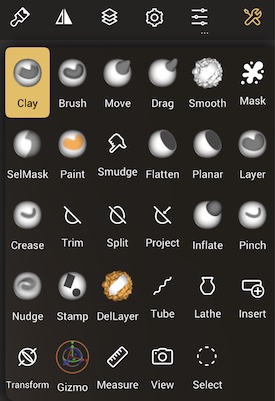 Clay Brush Move Drag Smooth Mask
SelMask Paint Smudge Flatten Planar Layer
Crease Trim Split Project Inflate Pinch
Nudge Stamp DelLayer Tube Lathe Insert
Transform Gizmo Measure View Select